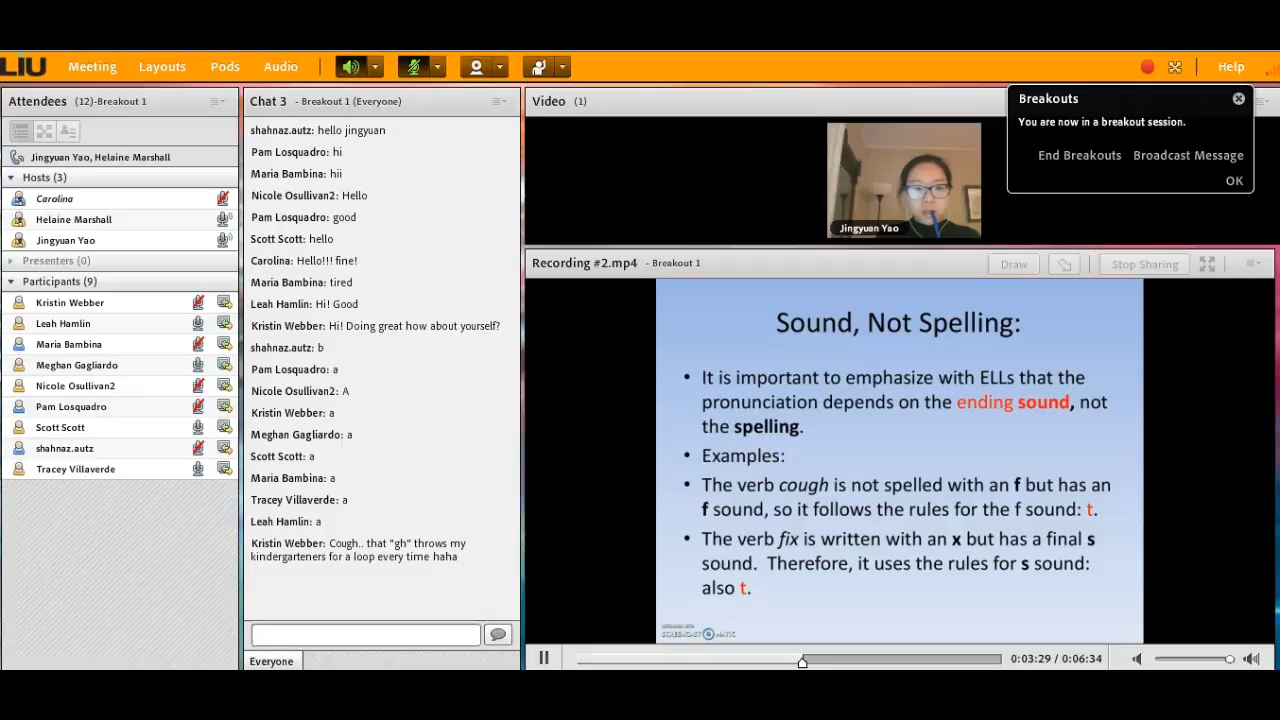 LIU
Meeting
Layouts
Pods
Audio
Help
Attendees (12)-Breakout 1
Jingyuan Yao, Helaine Marshall
Hosts (3)
Carolina
Helaine Marshall
Jingyuan Yao
Presenters (0)
Participants (9)
Kristin Webber
Leah Hamlin
Maria Bambina
Meghan Gagliardo
Nicole Osullivan2
Pam Losquadro
Scott Scott
shahnaz.autz
Tracey Villaverde
Chat 3 - Breakout 1 (Everyone)
shahnaz.autz: hello jingyuan
Pam Losquadro: hi
Maria Bambina: hii
Nicole Osullivan2: Hello
Pam Losquadro: good
Scott Scott: hello
Carolina: Hello!!! fine!
Maria Bambina: tired
Leah Hamlin: Hi! Good
Kristin Webber: Hi! Doing great how about yourself?
shahnaz.autz: b
Pam Losquadro: a
Nicole Osullivan2: A
Kristin Webber: a
Meghan Gagliardo: a
Scott Scott: a
Maria Bambina: a
Tracey Villaverde: a
Leah Hamlin: a
Kristin Webber: Cough.. that "gh" throws my
kindergarteners for a loop every time haha
Everyone
Video (1)
Jingyuan Yao
Breakouts
You are now in a breakout session.
End Breakouts Broadcast Message
OK
Recording #2.mp4 - Breakout 1
Draw
Stop Sharing
Sound, Not Spelling:
• It is important to emphasize with ELLs that the
pronunciation depends on the ending sound, not
the spelling.
• Examples:
• The verb cough is not spelled with an f but has an
f sound, so it follows the rules for the f sound: t.
• The verb fix is written with an x but has a final s
sound. Therefore, it uses the rules for s sound:
also t.
SCREENCAST MATIC
0:03:29 / 0:06:34